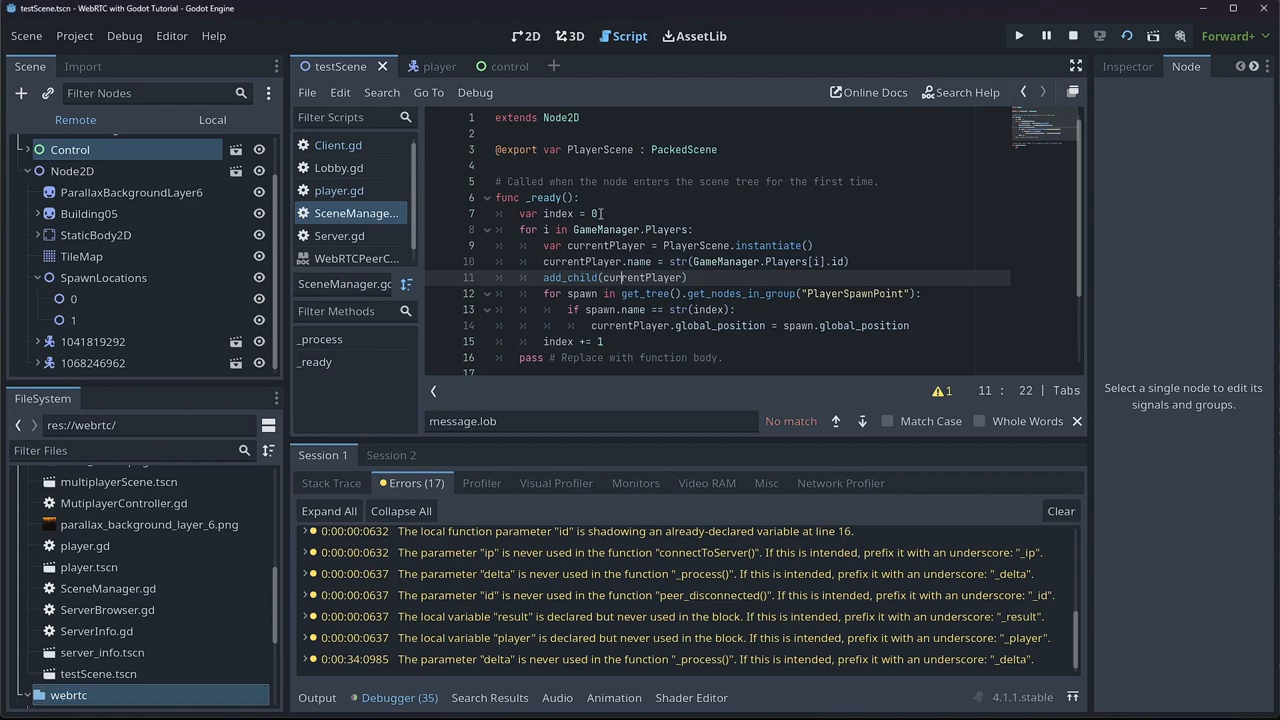 testScene.tscn - WebRTC with Godot Tutorial - Godot Engine
Scene Project Debug Editor Help
2D 3D Script AssetLib
Forward+
Scene Import
Filter Nodes
Remote Local
Control
Node2D
ParallaxBackgroundLayer6
Building05
StaticBody2D
TileMap
SpawnLocations
0
1
1041819292
1068246962
FileSystem
res://webrtc/
Filter Files
multiplayerScene.tscn
MutiplayerController.gd
parallax_background_layer_6.png
player.gd
player.tscn
SceneManager.gd
ServerBrowser.gd
ServerInfo.gd
server_info.tscn
testScene.tscn
webrtc
testScene player control
File Edit Search Go To Debug
Online Docs Search Help
Filter Scripts
Client.gd
Lobby.gd
player.gd
SceneManage...
Server.gd
WebRTCPeerC...
SceneManager.gd
Filter Methods
_process
_ready
1 extends Node2D
2
3 @export var PlayerScene : PackedScene
4
5 # Called when the node enters the scene tree for the first time.
6 func _ready():
7 var index = 0
8 for i in GameManager.Players:
9 var currentPlayer = PlayerScene.instantiate()
10 currentPlayer.name = str(GameManager.Players[i].id)
11 add_child(currentPlayer)
12 for spawn in get_tree().get_nodes_in_group("PlayerSpawnPoint"):
13 if spawn.name == str(index):
14 currentPlayer.global_position = spawn.global_position
15 index += 1
16 pass # Replace with function body.
17
1 11 : 22 | Tabs
message.lob No match Match Case Whole Words
Session 1 Session 2
Stack Trace Errors (17) Profiler Visual Profiler Monitors Video RAM Misc Network Profiler
Expand All Collapse All Clear
0:00:00:0632 The local function parameter "id" is shadowing an already-declared variable at line 16.
0:00:00:0632 The parameter "ip" is never used in the function "connectToServer()". If this is intended, prefix it with an underscore: "_ip".
0:00:00:0637 The parameter "delta" is never used in the function "_process()". If this is intended, prefix it with an underscore: "_delta".
0:00:00:0637 The parameter "id" is never used in the function "peer_disconnected()". If this is intended, prefix it with an underscore: "_id".
0:00:00:0637 The local variable "result" is declared but never used in the block. If this is intended, prefix it with an underscore: "_result".
0:00:00:0637 The local variable "player" is declared but never used in the block. If this is intended, prefix it with an underscore: "_player".
0:00:34:0985 The parameter "delta" is never used in the function "_process()". If this is intended, prefix it with an underscore: "_delta".
Output Debugger (35) Search Results Audio Animation Shader Editor 4.1.1.stable
Inspector Node
Select a single node to edit its
signals and groups.